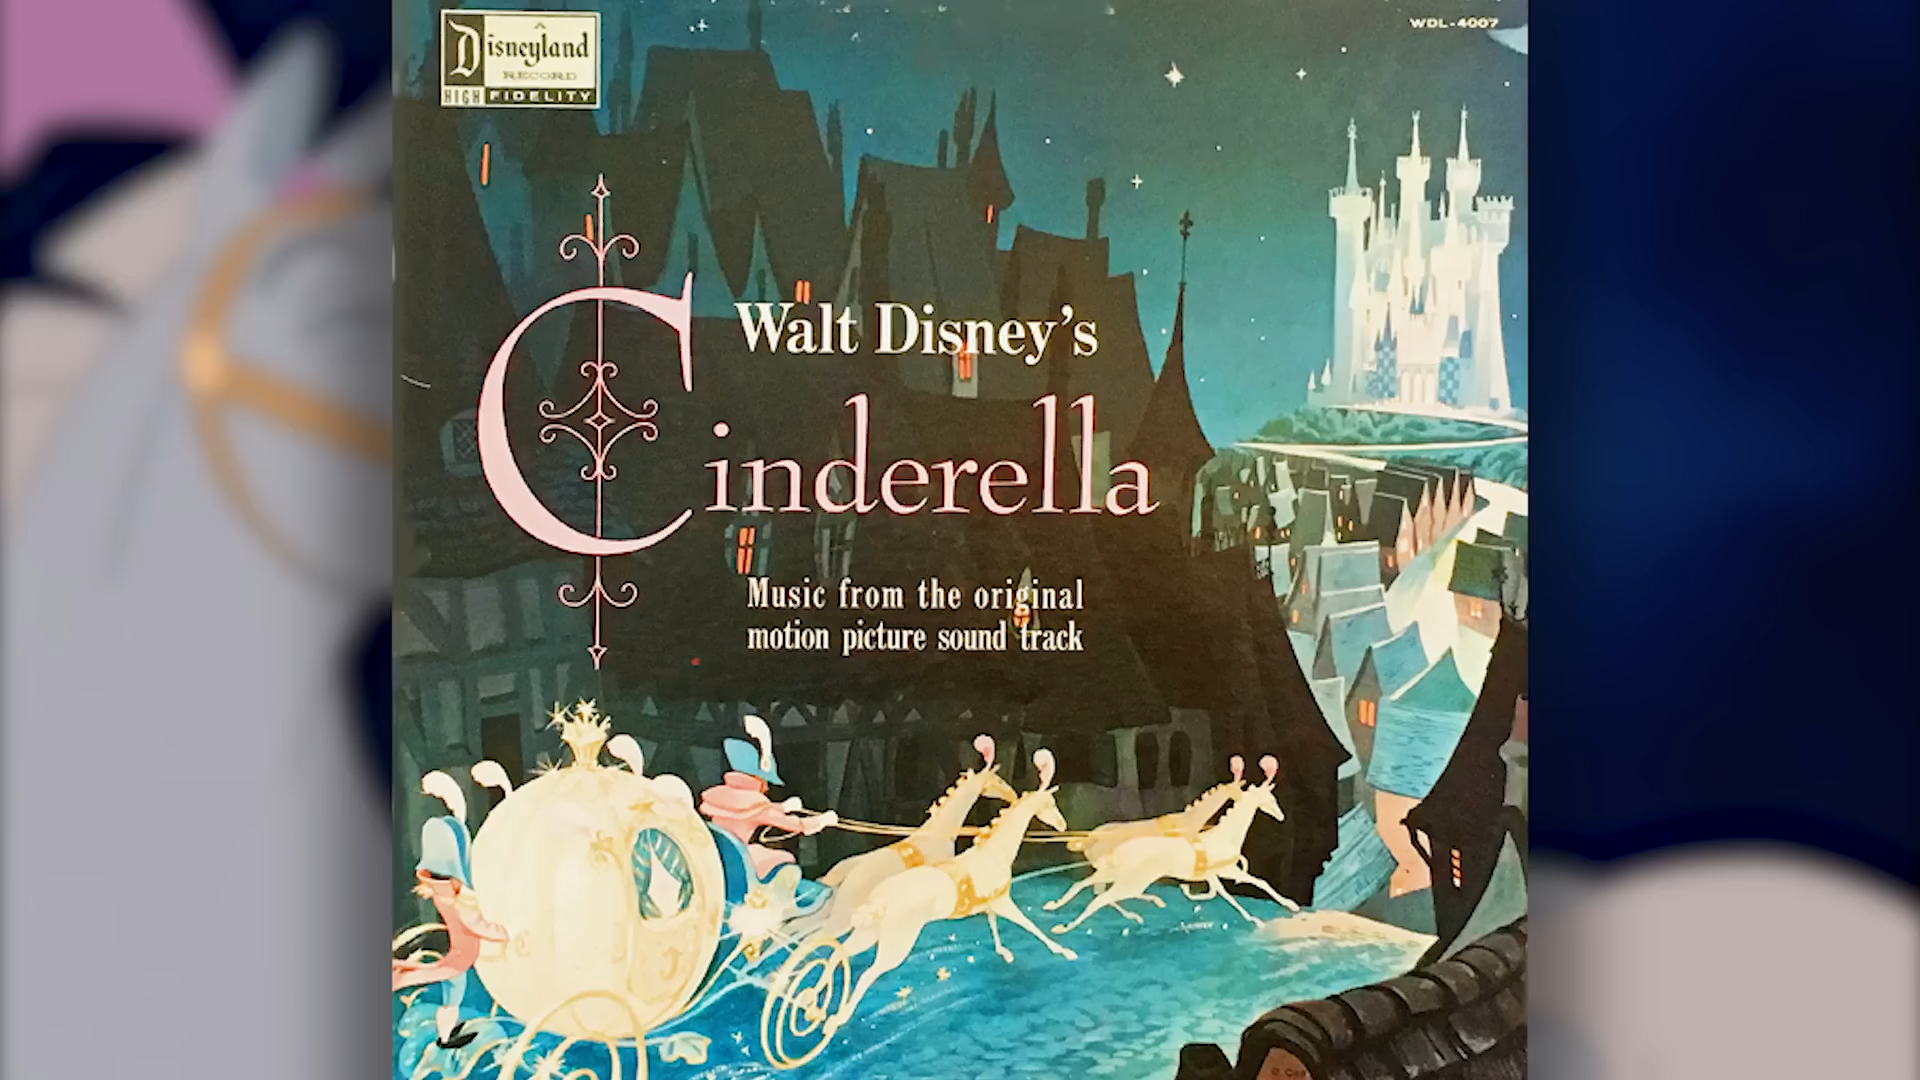 Disneyland
RECORD
HIGH FIDELITY
WDL-4007
Walt Disney's
Cinderella
Music from the original
motion picture sound track